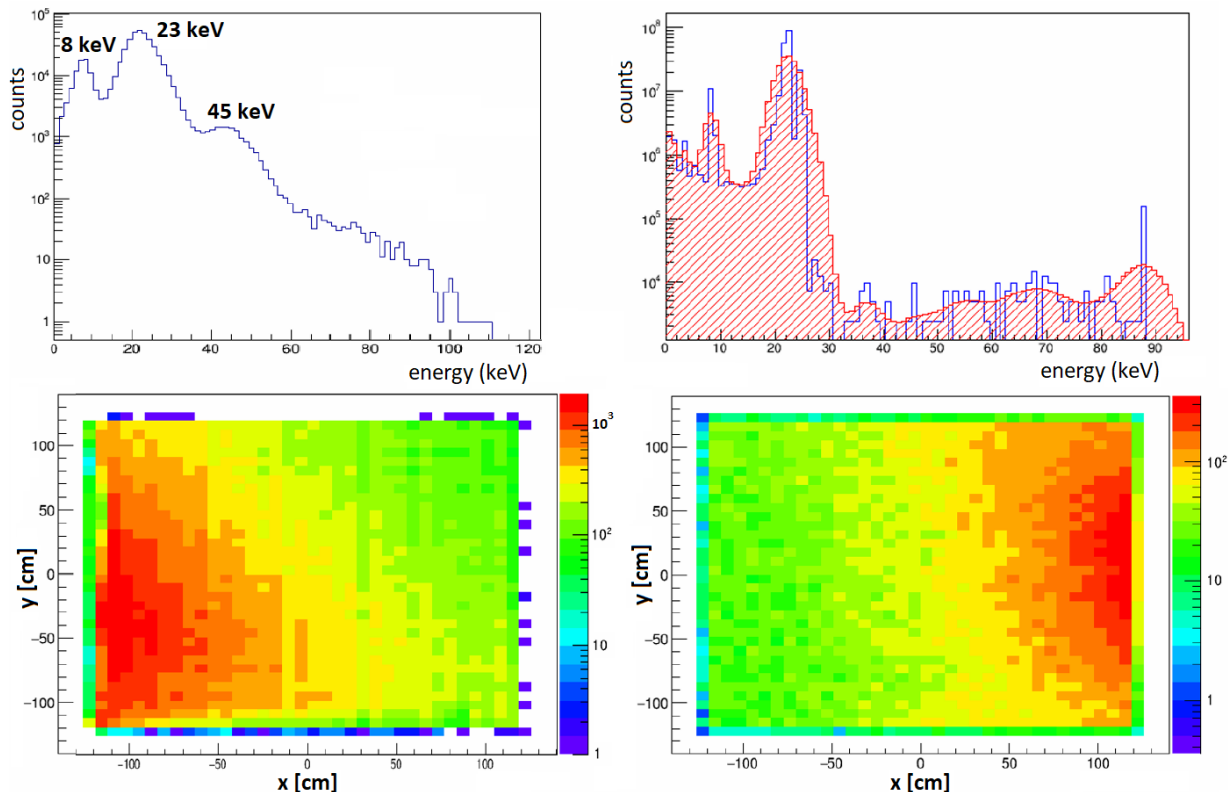 10⁵
8 keV
23 keV
10⁴
counts
45 keV
10³
10²
10
1
0 20 40 60 80 100 120
energy (keV)
10⁸
10⁷
counts
10⁶
10⁵
10⁴
0 10 20 30 40 50 60 70 80 90
energy (keV)
100
50
0
−50
−100
y [cm]
−100 −50 0 50 100
x [cm]
10³
10²
10
1
100
50
0
−50
−100
y [cm]
−100 −50 0 50 100
x [cm]
10²
10
1